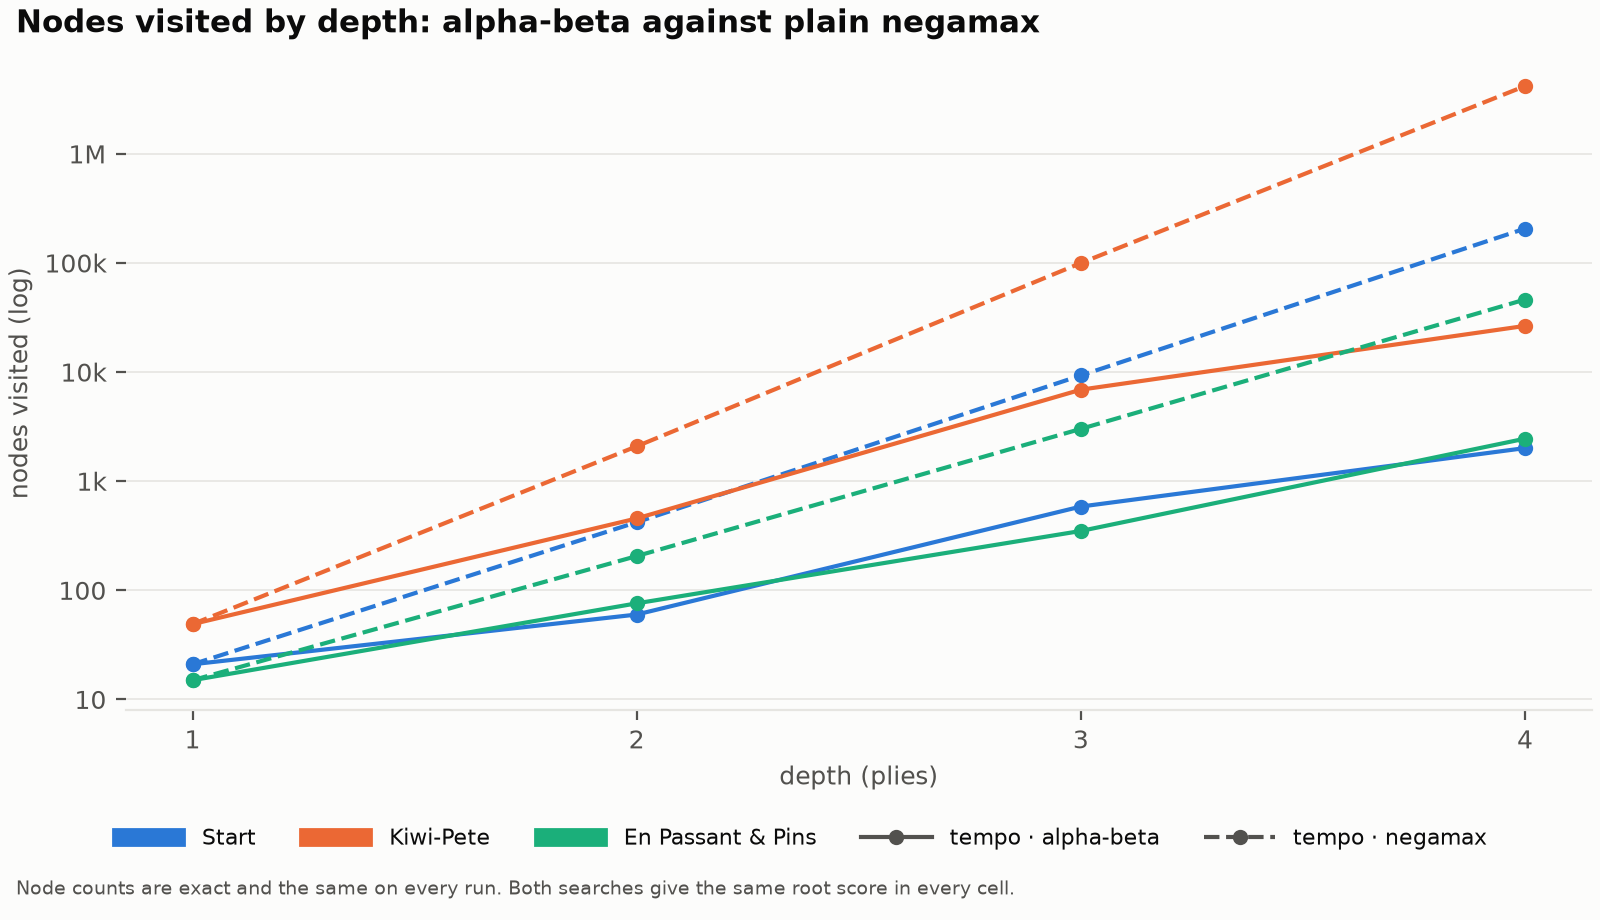 Nodes visited by depth: alpha-beta against plain negamax
nodes visited (log)
1M
100k
10k
1k
100
10
1 2 3 4
depth (plies)
Start Kiwi-Pete En Passant & Pins tempo · alpha-beta tempo · negamax
Node counts are exact and the same on every run. Both searches give the same root score in every cell.